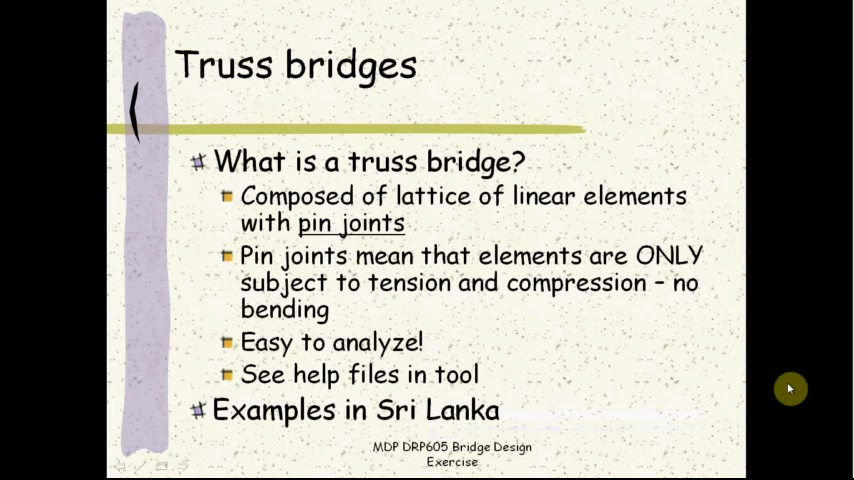 Truss bridges
What is a truss bridge?
Composed of lattice of linear elements
with pin joints
Pin joints mean that elements are ONLY
subject to tension and compression – no
bending
Easy to analyze!
See help files in tool
Examples in Sri Lanka
MDP DRP605 Bridge Design
Exercise